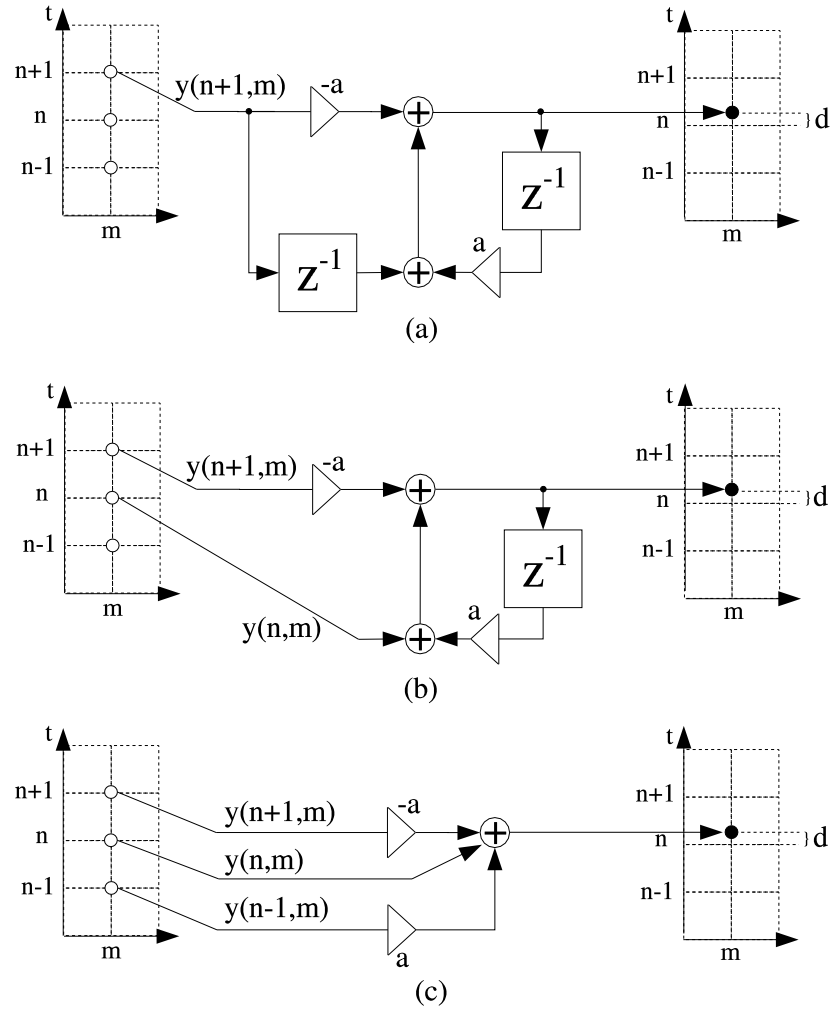 t
n+1
n
n-1
m
y(n+1,m)
-a
+
z-1
z-1
a
+
t
n+1
n
n-1
m
d
(a)
t
n+1
n
n-1
m
y(n+1,m)
y(n,m)
-a
+
z-1
a
+
t
n+1
n
n-1
m
d
(b)
t
n+1
n
n-1
m
y(n+1,m)
y(n,m)
y(n-1,m)
-a
a
+
t
n+1
n
n-1
m
d
(c)